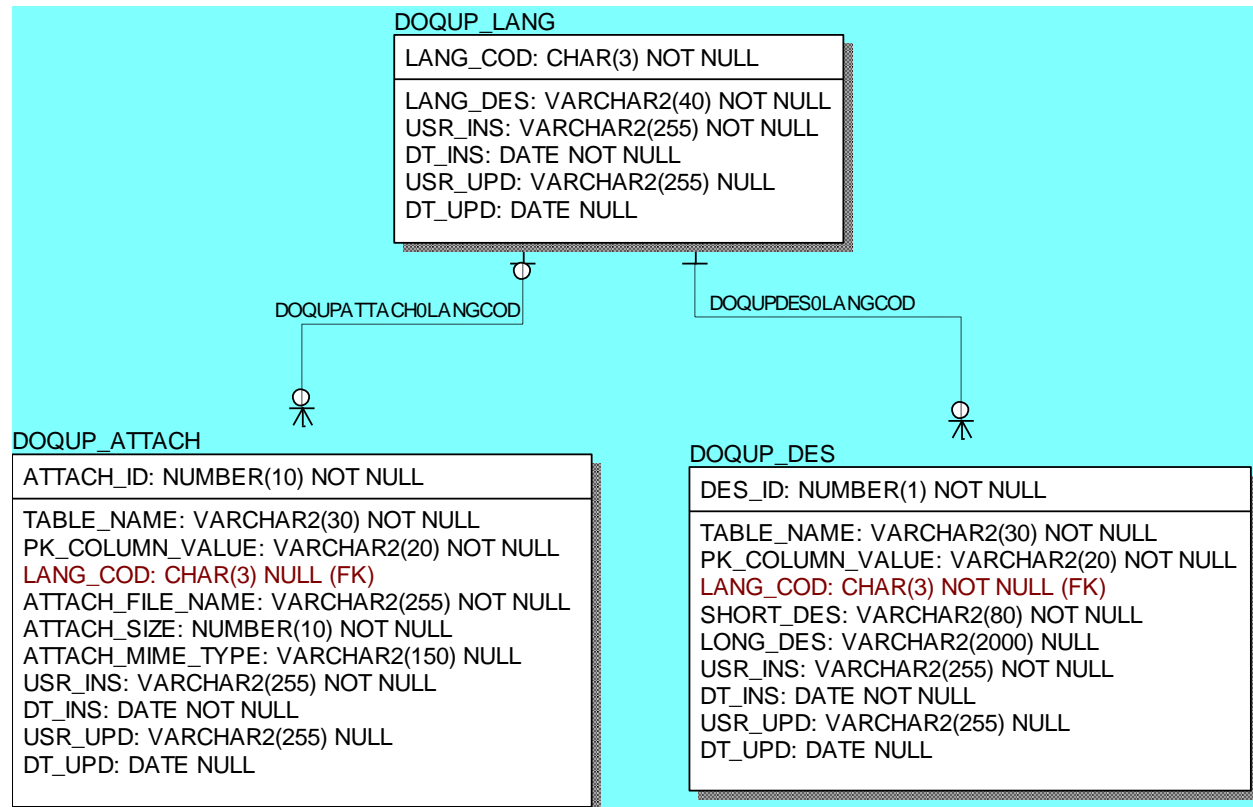 DOQUP_LANG
LANG_COD: CHAR(3) NOT NULL
LANG_DES: VARCHAR2(40) NOT NULL
USR_INS: VARCHAR2(255) NOT NULL
DT_INS: DATE NOT NULL
USR_UPD: VARCHAR2(255) NULL
DT_UPD: DATE NULL
DOQUPATTACH0LANGCOD
DOQUPDES0LANGCOD
DOQUP_ATTACH
ATTACH_ID: NUMBER(10) NOT NULL
TABLE_NAME: VARCHAR2(30) NOT NULL
PK_COLUMN_VALUE: VARCHAR2(20) NOT NULL
LANG_COD: CHAR(3) NULL (FK)
ATTACH_FILE_NAME: VARCHAR2(255) NOT NULL
ATTACH_SIZE: NUMBER(10) NOT NULL
ATTACH_MIME_TYPE: VARCHAR2(150) NULL
USR_INS: VARCHAR2(255) NOT NULL
DT_INS: DATE NOT NULL
USR_UPD: VARCHAR2(255) NULL
DT_UPD: DATE NULL
DOQUP_DES
DES_ID: NUMBER(1) NOT NULL
TABLE_NAME: VARCHAR2(30) NOT NULL
PK_COLUMN_VALUE: VARCHAR2(20) NOT NULL
LANG_COD: CHAR(3) NOT NULL (FK)
SHORT_DES: VARCHAR2(80) NOT NULL
LONG_DES: VARCHAR2(2000) NULL
USR_INS: VARCHAR2(255) NOT NULL
DT_INS: DATE NOT NULL
USR_UPD: VARCHAR2(255) NULL
DT_UPD: DATE NULL